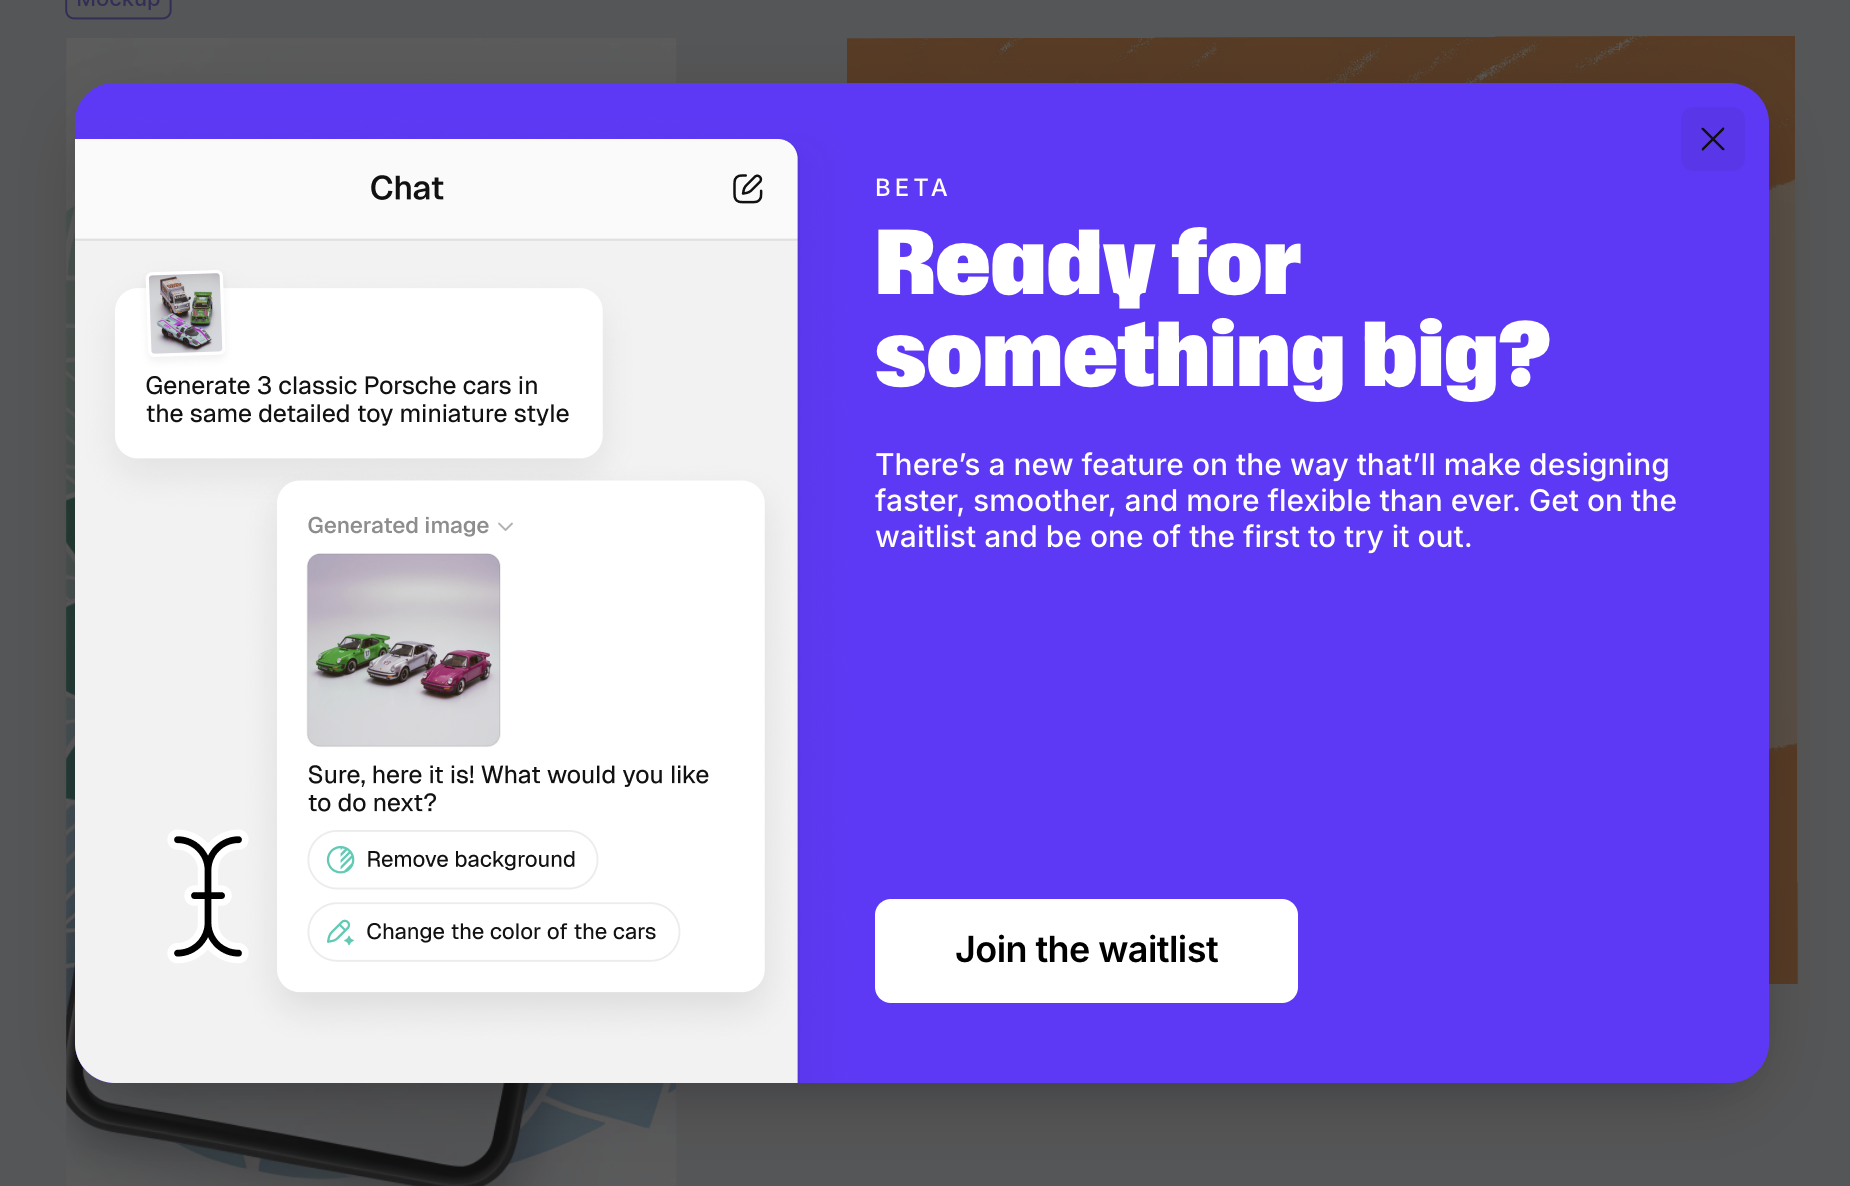 Mockup
Chat
Generate 3 classic Porsche cars in
the same detailed toy miniature style
Generated image
Sure, here it is! What would you like
to do next?
Remove background
Change the color of the cars
BETA
Ready for
something big?
There’s a new feature on the way that’ll make designing
faster, smoother, and more flexible than ever. Get on the
waitlist and be one of the first to try it out.
Join the waitlist